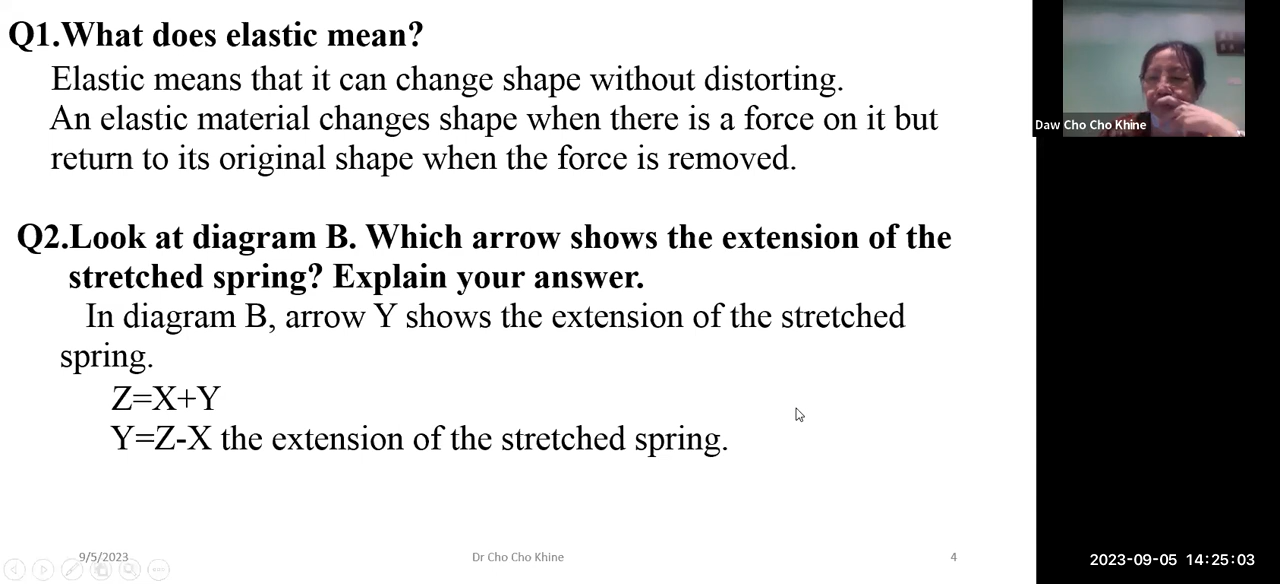 Q1.What does elastic mean?
Elastic means that it can change shape without distorting.
An elastic material changes shape when there is a force on it but
return to its original shape when the force is removed.
Q2.Look at diagram B. Which arrow shows the extension of the
stretched spring? Explain your answer.
In diagram B, arrow Y shows the extension of the stretched
spring.
Z=X+Y
Y=Z-X the extension of the stretched spring.
9/5/2023
Dr Cho Cho Khine
4
Daw Cho Cho Khine
2023-09-05 14:25:03